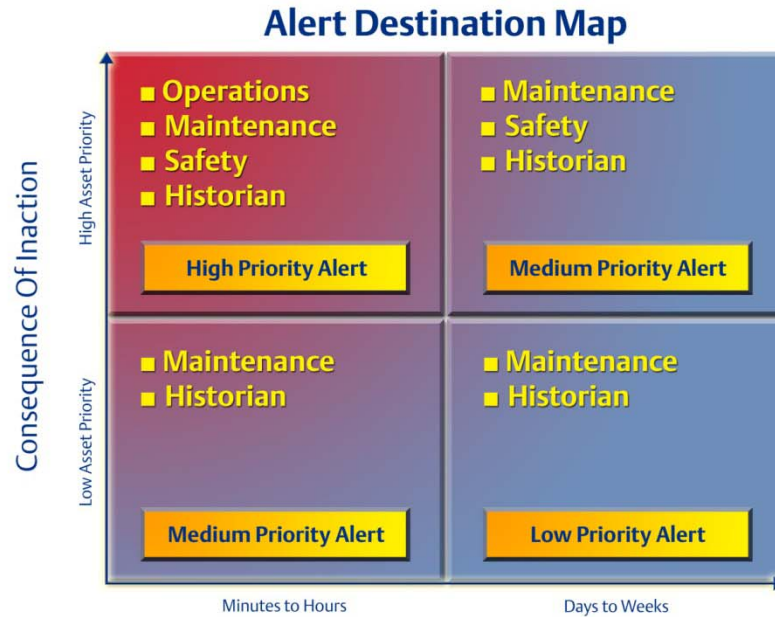 Alert Destination Map
Consequence Of Inaction
High Asset Priority
■ Operations
■ Maintenance
■ Safety
■ Historian
High Priority Alert
■ Maintenance
■ Safety
■ Historian
Medium Priority Alert
Low Asset Priority
■ Maintenance
■ Historian
Medium Priority Alert
■ Maintenance
■ Historian
Low Priority Alert
Minutes to Hours
Days to Weeks